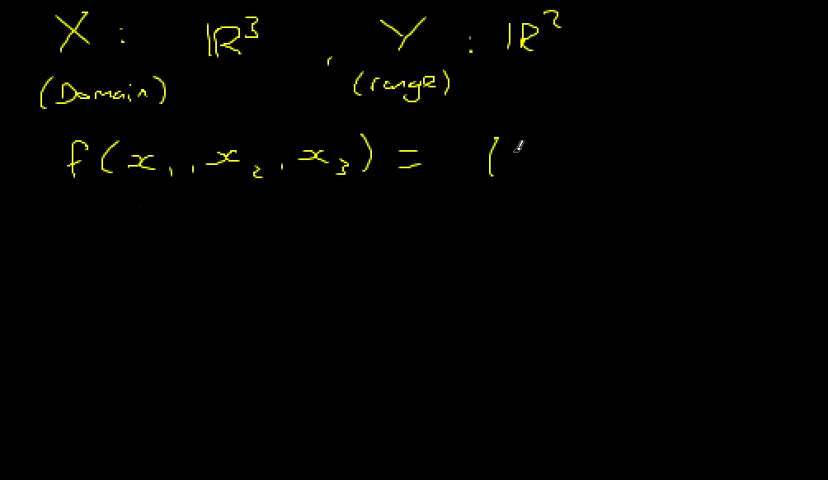 X : ℝ³ , Y : ℝ²
(Domain) (range)
f(x₁, x₂, x₃) = (